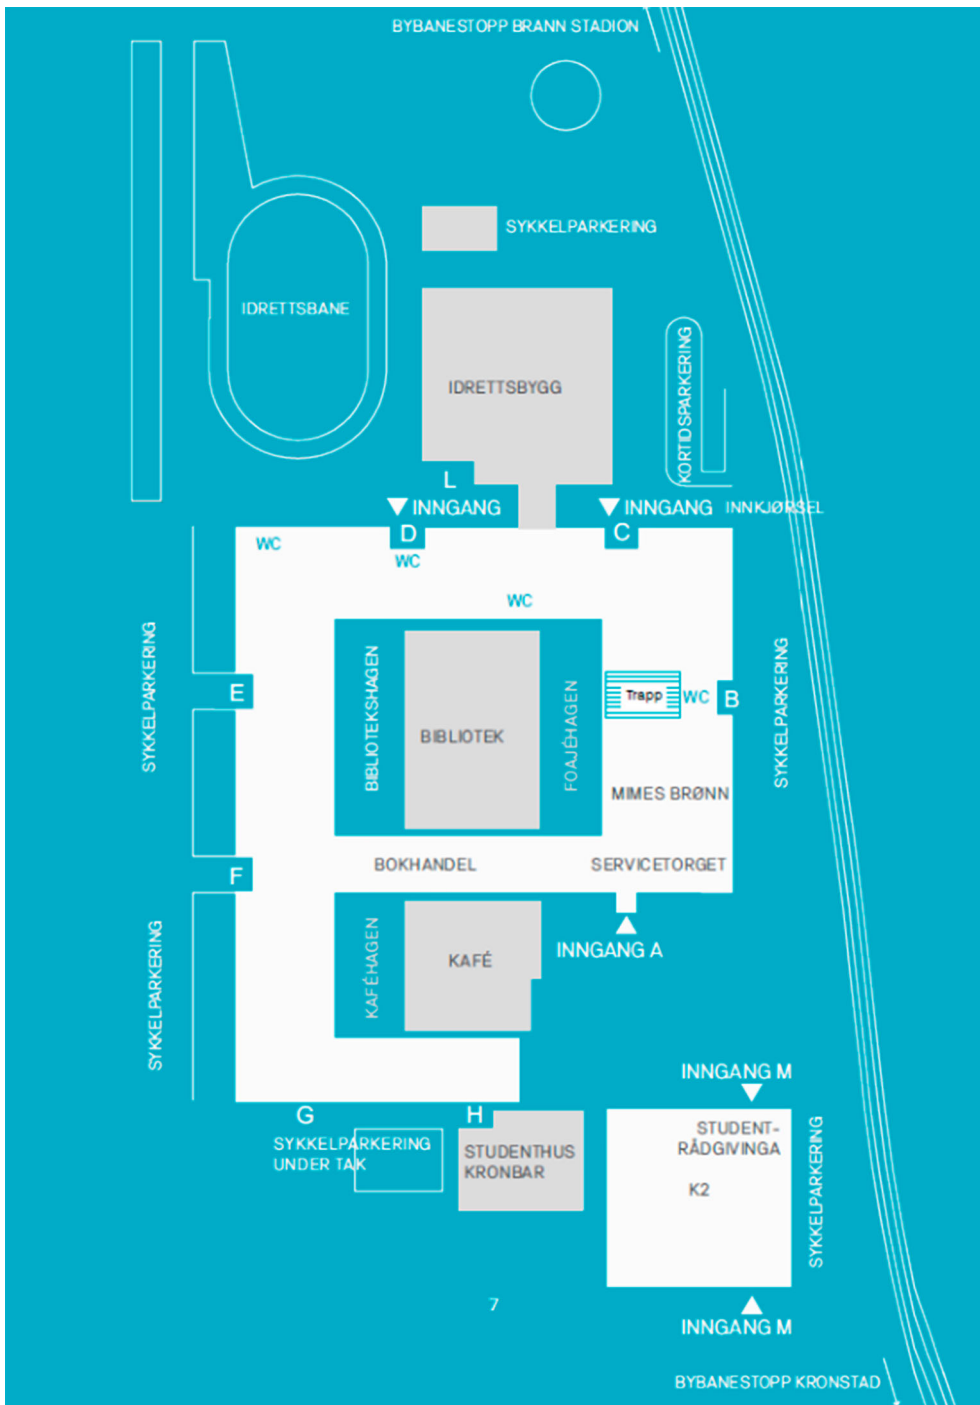 BYBANESTOPP BRANN STADION
SYKKELPARKERING
IDRETTSBANE
IDRETTSBYGG
KORTIDSPARKERING
L
INNGANG
INNGANG
INNKJØRSEL
D
C
WC
WC
WC
SYKKELPARKERING
E
BIBLIOTEKSHAGEN
BIBLIOTEK
FOAJÉHAGEN
Trapp
WC
B
SYKKELPARKERING
MIMES BRØNN
BOKHANDEL
SERVICETORGET
F
SYKKELPARKERING
KAFÉHAGEN
KAFÉ
INNGANG A
INNGANG M
G
H
SYKKELPARKERING
UNDER TAK
STUDENTHUS
KRONBAR
STUDENT-
RÅDGIVINGA
K2
SYKKELPARKERING
7
INNGANG M
BYBANESTOPP KRONSTAD